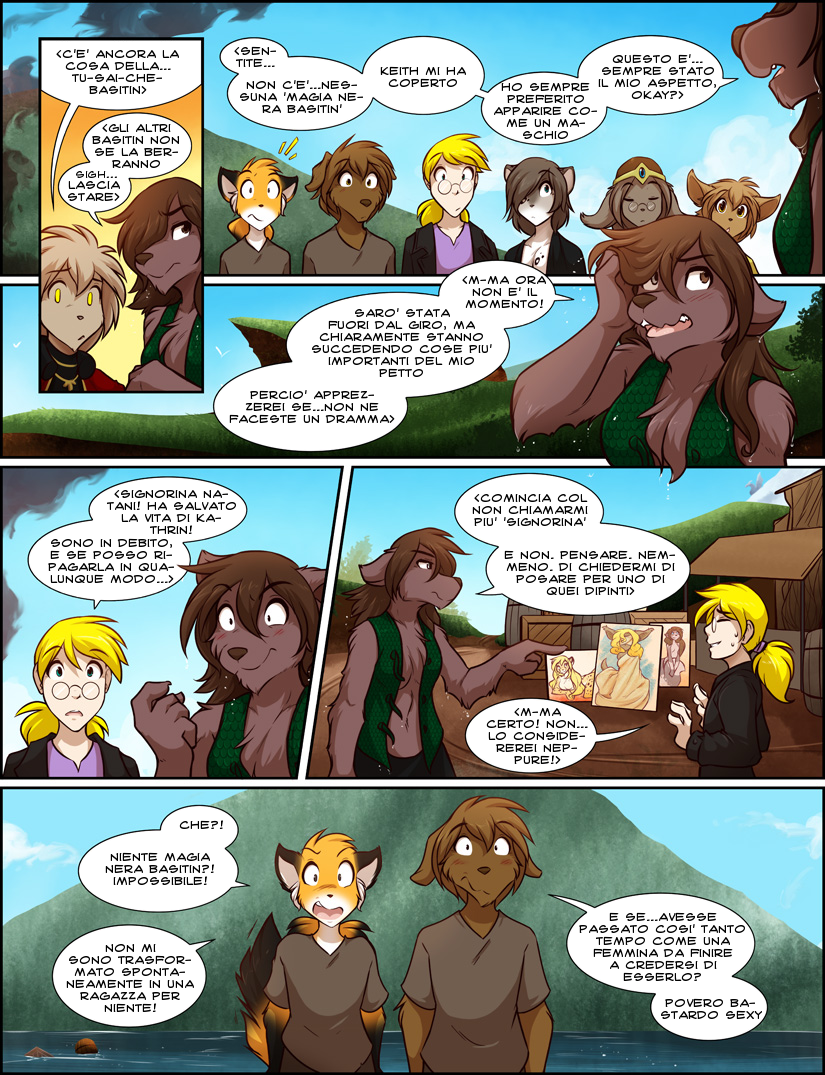 <C'E' ANCORA LA
COSA DELLA...
TU-SAI-CHE-
BASITIN>
<GLI ALTRI
BASITIN NON
SE LA BER-
RANNO
SIGH...
LASCIA
STARE>
<SEN-
TITE...
NON C'E'...NES-
SUNA 'MAGIA NE-
RA BASITIN'
KEITH MI HA
COPERTO
HO SEMPRE
PREFERITO
APPARIRE CO-
ME UN MA-
SCHIO
QUESTO E'...
SEMPRE STATO
IL MIO ASPETTO,
OKAY?>
<M-MA ORA
NON E' IL
MOMENTO!
SARO' STATA
FUORI DAL GIRO, MA
CHIARAMENTE STANNO
SUCCEDENDO COSE PIU'
IMPORTANTI DEL MIO
PETTO
PERCIO' APPREZ-
ZEREI SE...NON NE
FACESTE UN DRAMMA>
<SIGNORINA NA-
TANI! HA SALVATO
LA VITA DI KA-
THRIN!
SONO IN DEBITO,
E SE POSSO RI-
PAGARLA IN QUA-
LUNQUE MODO...>
<COMINCIA COL
NON CHIAMARMI
PIU' 'SIGNORINA'
E NON. PENSARE. NEM-
MENO. DI CHIEDERMI DI
POSARE PER UNO DI
QUEI DIPINTI>
<M-MA
CERTO! NON...
LO CONSIDE-
REREI NEP-
PURE!>
CHE?!
NIENTE MAGIA
NERA BASITIN?!
IMPOSSIBILE!
NON MI
SONO TRASFOR-
MATO SPONTA-
NEAMENTE IN UNA
RAGAZZA PER
NIENTE!
E SE...AVESSE
PASSATO COSI' TANTO
TEMPO COME UNA
FEMMINA DA FINIRE
A CREDERSI DI
ESSERLO?
POVERO BA-
STARDO SEXY